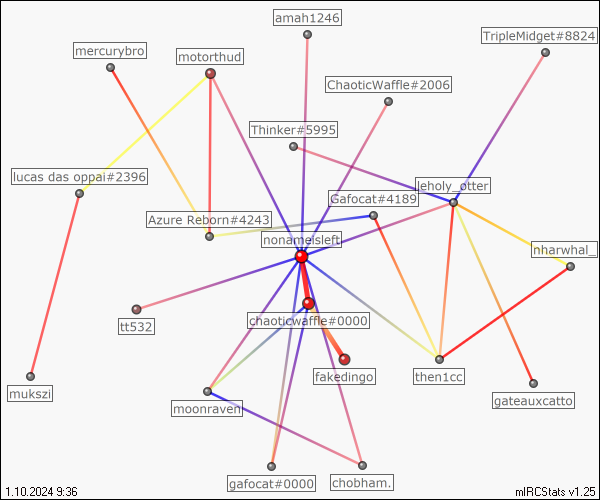 amah1246
TripleMidget#8824
mercurybro
motorthud
ChaoticWaffle#2006
Thinker#5995
lucas das oppai#2396
leholy_otter
Gafocat#4189
Azure Reborn#4243
nonameisleft
nharwhal_
chaoticwaffle#0000
tt532
fakedingo
then1cc
mukszi
gateauxcatto
moonraven
gafocat#0000
chobham.
1.10.2024 9:36
mIRCStats v1.25